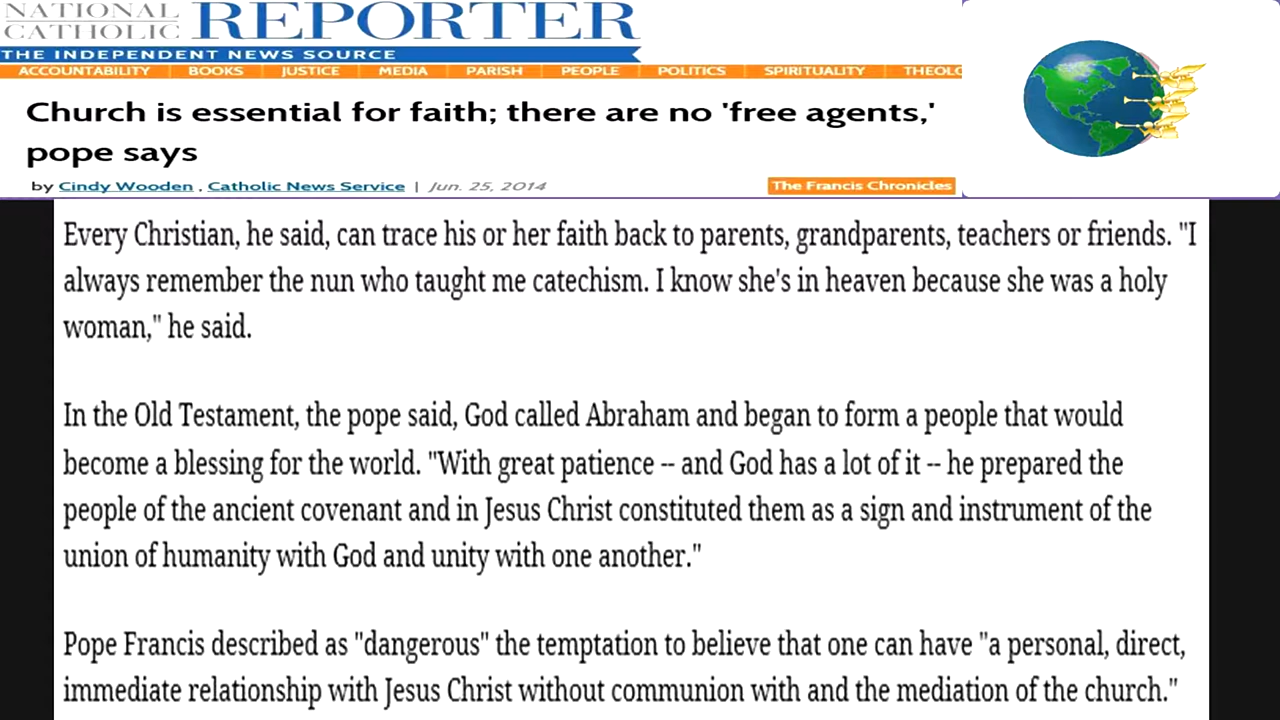 NATIONAL
CATHOLIC REPORTER
THE INDEPENDENT NEWS SOURCE
ACCOUNTABILITY BOOKS JUSTICE MEDIA PARISH PEOPLE POLITICS SPIRITUALITY THEOLO
Church is essential for faith; there are no 'free agents,'
pope says
by Cindy Wooden , Catholic News Service | Jun. 25, 2014
The Francis Chronicles
Every Christian, he said, can trace his or her faith back to parents, grandparents, teachers or friends. "I
always remember the nun who taught me catechism. I know she's in heaven because she was a holy
woman," he said.
In the Old Testament, the pope said, God called Abraham and began to form a people that would
become a blessing for the world. "With great patience -- and God has a lot of it -- he prepared the
people of the ancient covenant and in Jesus Christ constituted them as a sign and instrument of the
union of humanity with God and unity with one another."
Pope Francis described as "dangerous" the temptation to believe that one can have "a personal, direct,
immediate relationship with Jesus Christ without communion with and the mediation of the church."